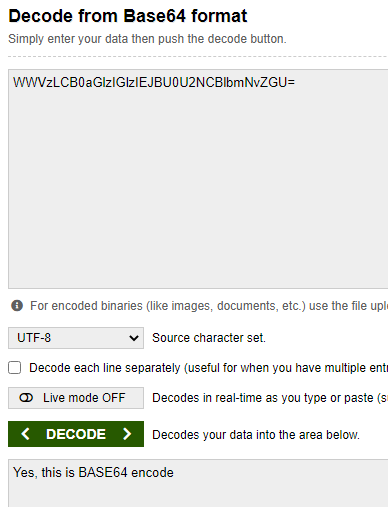 Decode from Base64 format
Simply enter your data then push the decode button.
WWVzLCB0aGlzIGlzIEJBU0U2NCBlbmNvZGU=
For encoded binaries (like images, documents, etc.) use the file uplo
UTF-8 Source character set.
Decode each line separately (useful for when you have multiple entr
Live mode OFF Decodes in real-time as you type or paste (su
< DECODE > Decodes your data into the area below.
Yes, this is BASE64 encode